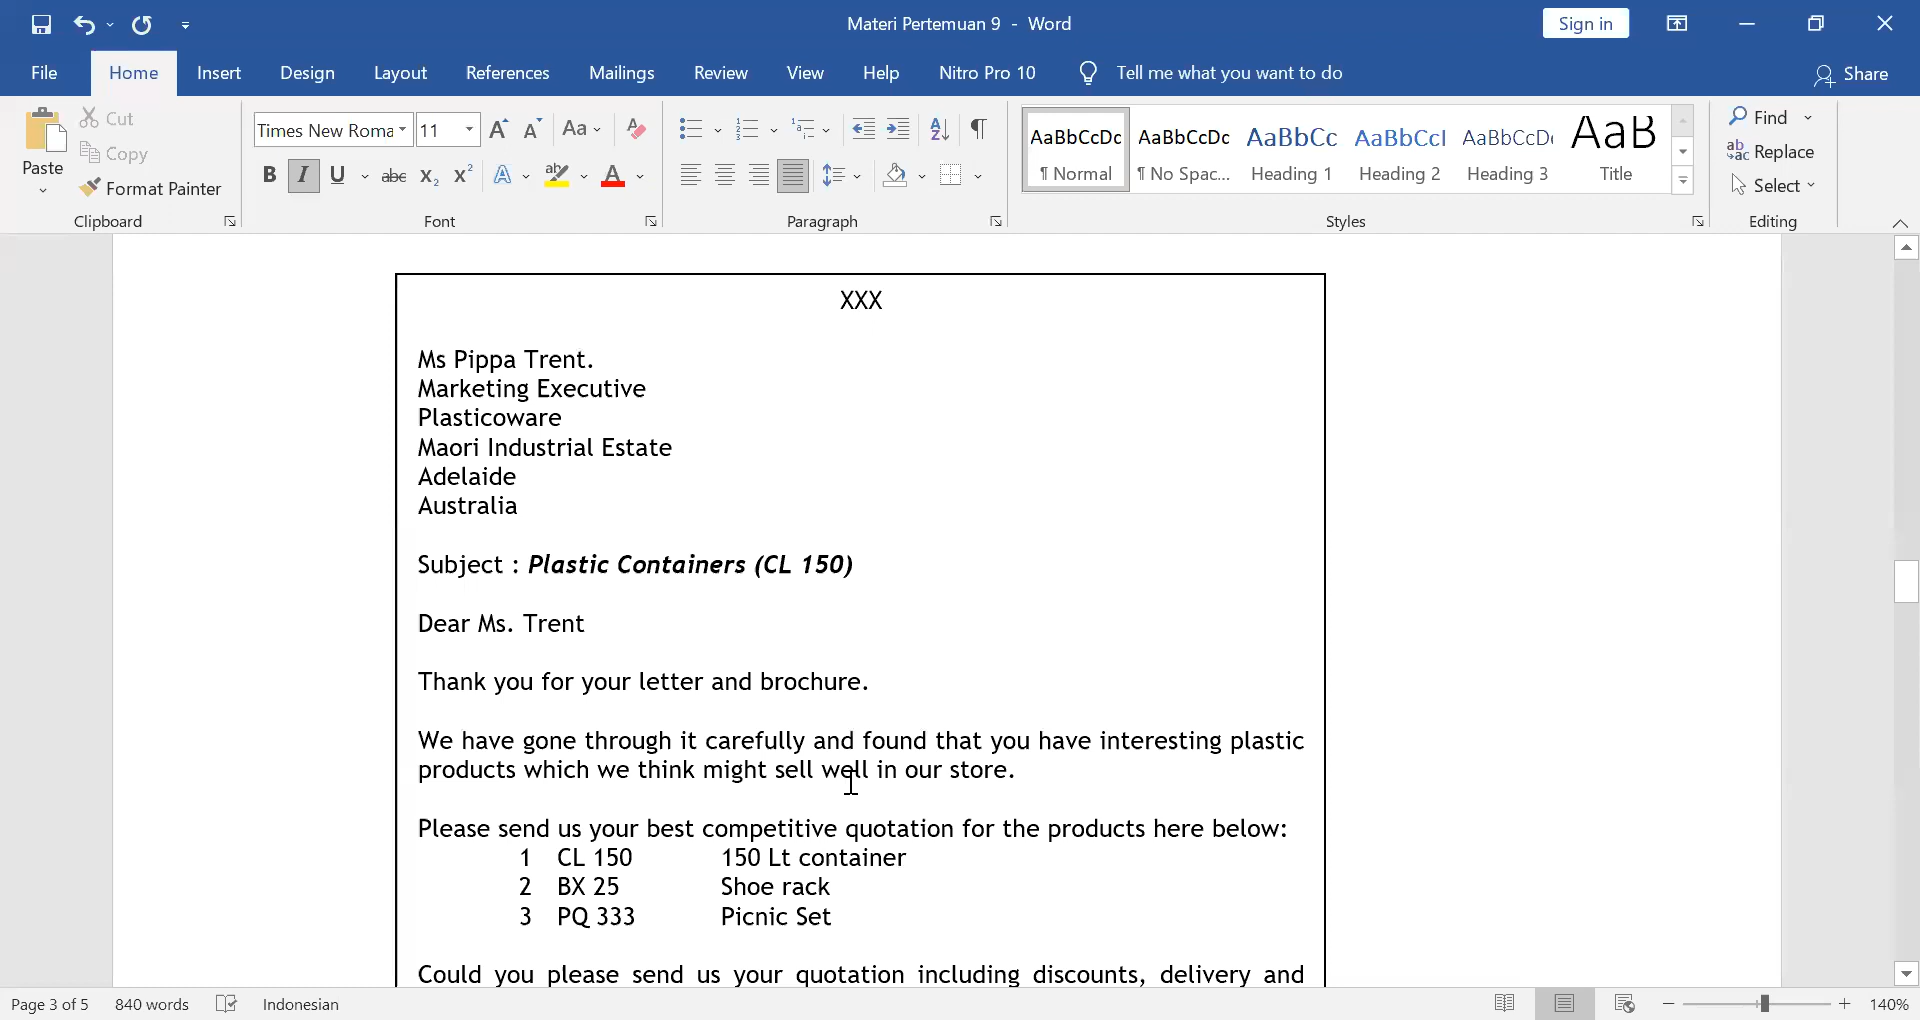 Materi Pertemuan 9 - Word
Sign in
File Home Insert Design Layout References Mailings Review View Help Nitro Pro 10 Tell me what you want to do Share
Paste
Cut
Copy
Format Painter
Clipboard
Times New Roma 11
Aa
B I U abc X₂ X² A ab A
Font
Paragraph
AaBbCcDc AaBbCcDc AaBbCc AaBbCcI AaBbCcD AaB
¶ Normal ¶ No Spac... Heading 1 Heading 2 Heading 3 Title
Styles
Find
Replace
Select
Editing
XXX
Ms Pippa Trent.
Marketing Executive
Plasticoware
Maori Industrial Estate
Adelaide
Australia
Subject : Plastic Containers (CL 150)
Dear Ms. Trent
Thank you for your letter and brochure.
We have gone through it carefully and found that you have interesting plastic
products which we think might sell well in our store.
Please send us your best competitive quotation for the products here below:
1 CL 150 150 Lt container
2 BX 25 Shoe rack
3 PQ 333 Picnic Set
Could you please send us your quotation including discounts, delivery and
Page 3 of 5 840 words Indonesian 140%